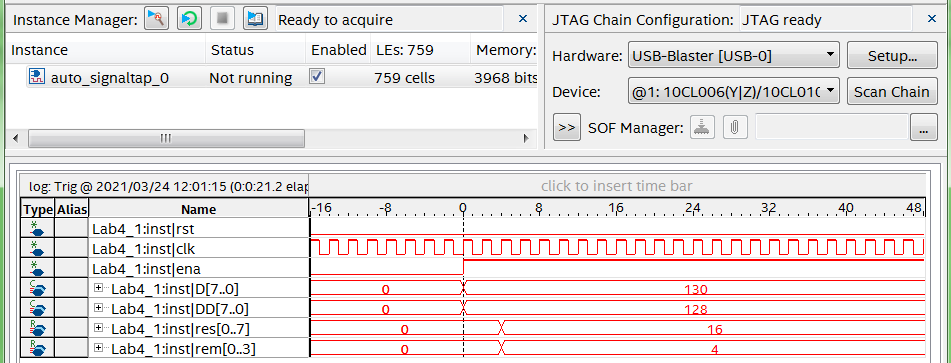 Instance Manager: Ready to acquire
Instance Status Enabled LEs: 759 Memory:
auto_signaltap_0 Not running 759 cells 3968 bits
JTAG Chain Configuration: JTAG ready
Hardware: USB-Blaster [USB-0] Setup...
Device: @1: 10CL006(Y|Z)/10CL010 Scan Chain
>> SOF Manager: ...
log: Trig @ 2021/03/24 12:01:15 (0:0:21.2 elap click to insert time bar
Type Alias Name -16 -8 0 8 16 24 32 40 48
Lab4_1:inst|rst
Lab4_1:inst|clk
Lab4_1:inst|ena
Lab4_1:inst|D[7..0] 0 130
Lab4_1:inst|DD[7..0] 0 128
Lab4_1:inst|res[0..7] 0 16
Lab4_1:inst|rem[0..3] 0 4